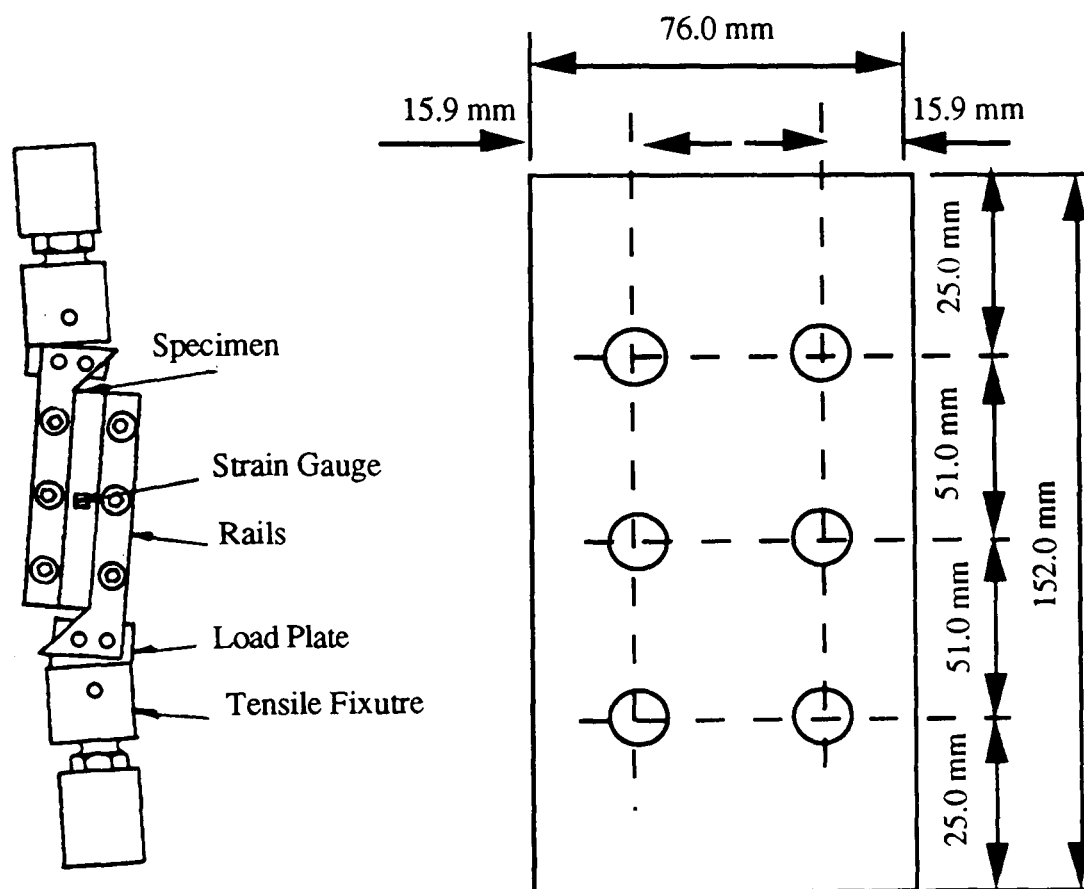 76.0 mm
15.9 mm
15.9 mm
Specimen
Strain Gauge
Rails
Load Plate
Tensile Fixutre
25.0 mm
51.0 mm
51.0 mm
25.0 mm
152.0 mm